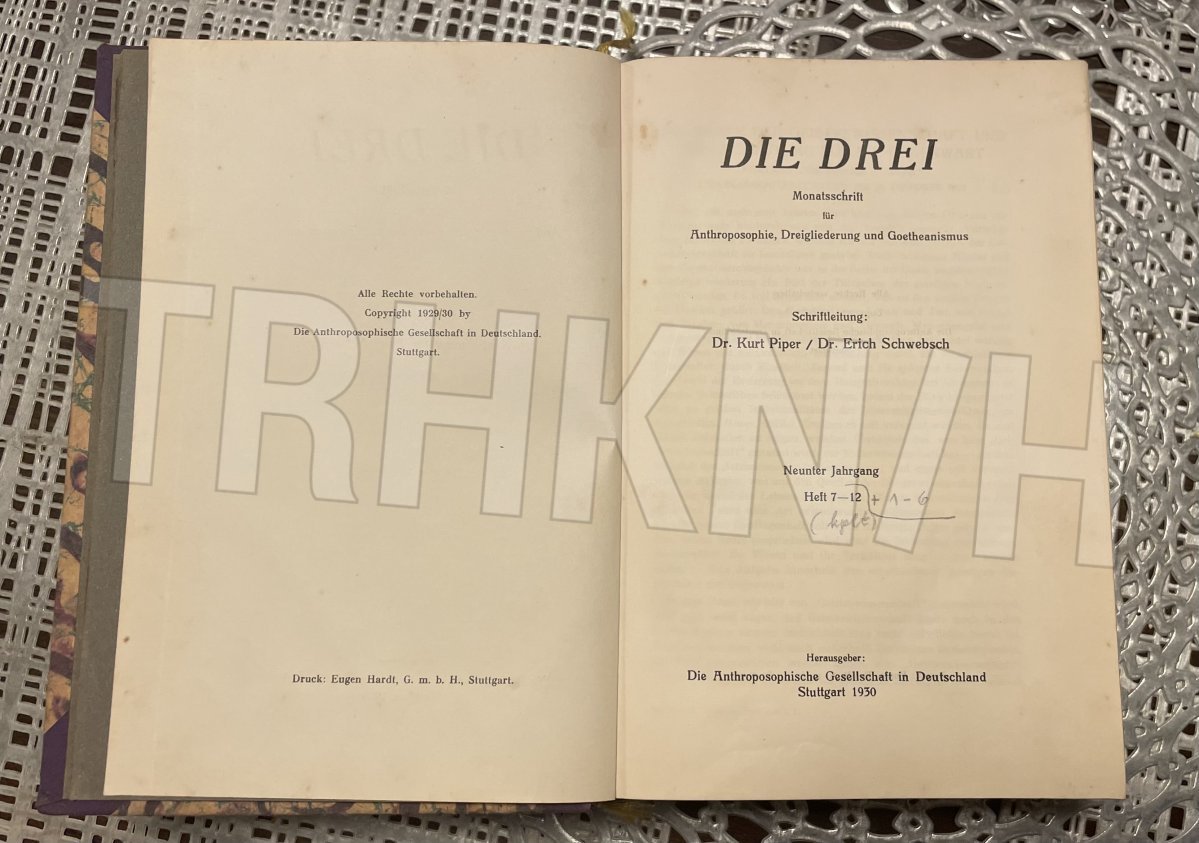 Alle Rechte vorbehalten.
Copyright 1929/30 by
Die Anthroposophische Gesellschaft in Deutschland.
Stuttgart.
Druck: Eugen Hardt, G. m. b. H., Stuttgart.
DIE DREI
Monatsschrift
für
Anthroposophie, Dreigliederung und Goetheanismus
Schriftleitung:
Dr. Kurt Piper / Dr. Erich Schwebsch
Neunter Jahrgang
Heft 7—12 + 1 – 6
(kplt)
Herausgeber:
Die Anthroposophische Gesellschaft in Deutschland
Stuttgart 1930
TRHKN/H